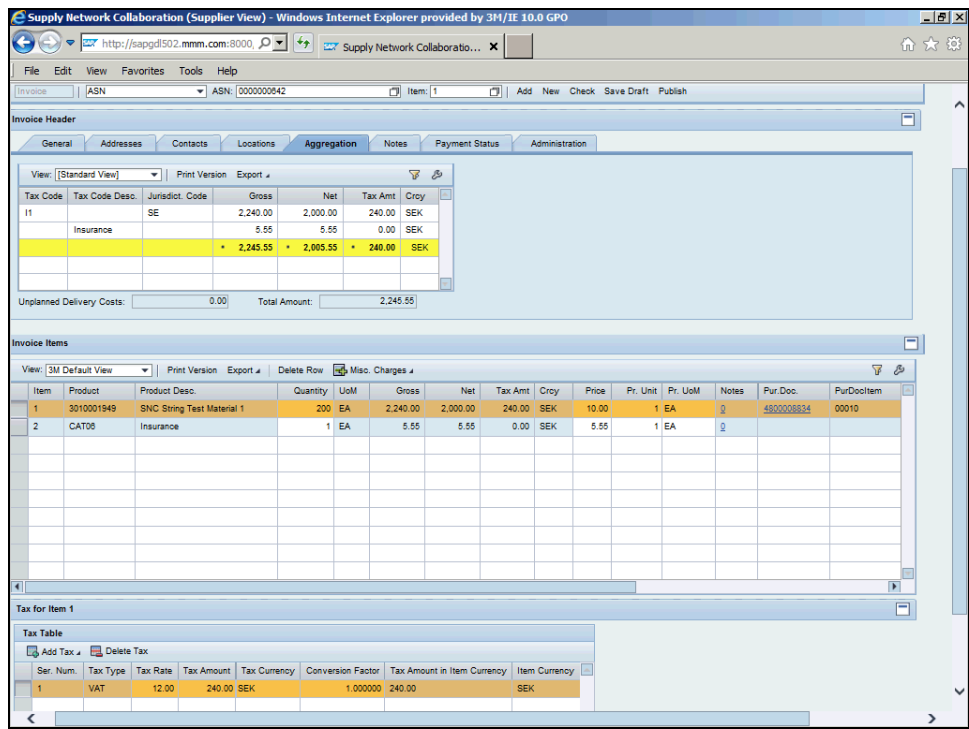 Supply Network Collaboration (Supplier View) - Windows Internet Explorer provided by 3M/IE 10.0 GPO
http://sapgdl502.mmm.com:8000, Supply Network Collaboratio...
File Edit View Favorites Tools Help
Invoice ASN ASN: 0000000642 Item: 1 Add New Check Save Draft Publish
Invoice Header
General Addresses Contacts Locations Aggregation Notes Payment Status Administration
View: [Standard View] Print Version Export
Tax Code Tax Code Desc. Jurisdict. Code Gross Net Tax Amt Crcy
I1 SE 2,240.00 2,000.00 240.00 SEK
Insurance 5.55 5.55 0.00 SEK
* 2,245.55 * 2,005.55 * 240.00 SEK
Unplanned Delivery Costs: 0.00 Total Amount: 2,245.55
Invoice Items
View: 3M Default View Print Version Export Delete Row Misc. Charges
Item Product Product Desc. Quantity UoM Gross Net Tax Amt Crcy Price Pr. Unit Pr. UoM Notes Pur.Doc. PurDocItem
1 3010001949 SNC String Test Material 1 200 EA 2,240.00 2,000.00 240.00 SEK 10.00 1 EA 0 4800008834 00010
2 CAT06 Insurance 1 EA 5.55 5.55 0.00 SEK 5.55 1 EA 0
Tax for Item 1
Tax Table
Add Tax Delete Tax
Ser. Num. Tax Type Tax Rate Tax Amount Tax Currency Conversion Factor Tax Amount in Item Currency Item Currency
1 VAT 12.00 240.00 SEK 1.000000 240.00 SEK